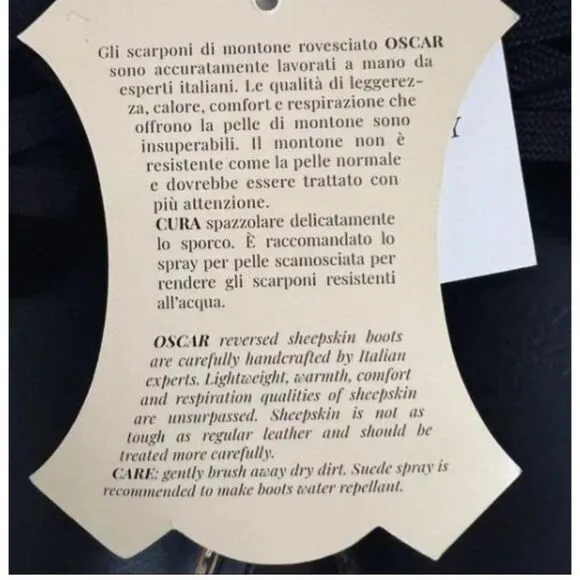 Gli scarponi di montone rovesciato OSCAR
sono accuratamente lavorati a mano da
esperti italiani. Le qualità di leggerez-
za, calore, comfort e respirazione che
offrono la pelle di montone sono
insuperabili. Il montone non è
resistente come la pelle normale
e dovrebbe essere trattato con
più attenzione.
CURA spazzolare delicatamente
lo sporco. È raccomandato lo
spray per pelle scamosciata per
rendere gli scarponi resistenti
all'acqua.
OSCAR reversed sheepskin boots
are carefully handcrafted by Italian
experts. Lightweight, warmth, comfort
and respiration qualities of sheepskin
are unsurpassed. Sheepskin is not as
tough as regular leather and should be
treated more carefully.
CARE: gently brush away dry dirt. Suede spray is
recommended to make boots water repellant.